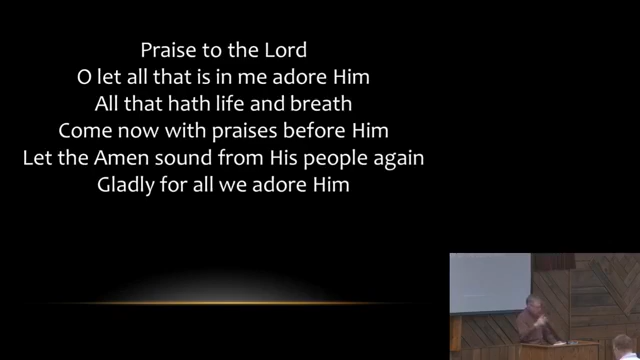 Praise to the Lord
O let all that is in me adore Him
All that hath life and breath
Come now with praises before Him
Let the Amen sound from His people again
Gladly for all we adore Him